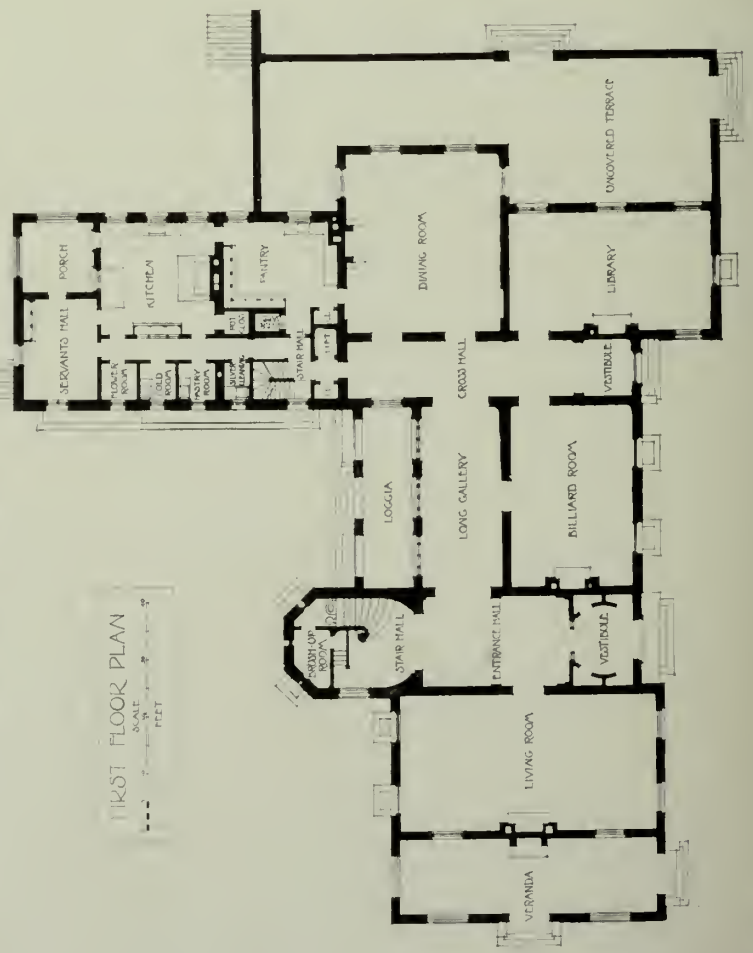 FIRST FLOOR PLAN
SCALE
FEET
SERVANTS HALL
PORCH
FLOWER
ROOM
COLD
ROOM
PASTRY
ROOM
KITCHEN
SILVER
CLEANING
PANTRY
STAIR HALL
LIFT
DINING ROOM
UNCOVERED TERRACE
LIBRARY
CROSS HALL
VESTIBULE
LOGGIA
LONG GALLERY
BILLIARD ROOM
BRUSH-UP
ROOM
STAIR HALL
ENTRANCE HALL
VESTIBULE
LIVING ROOM
VERANDA